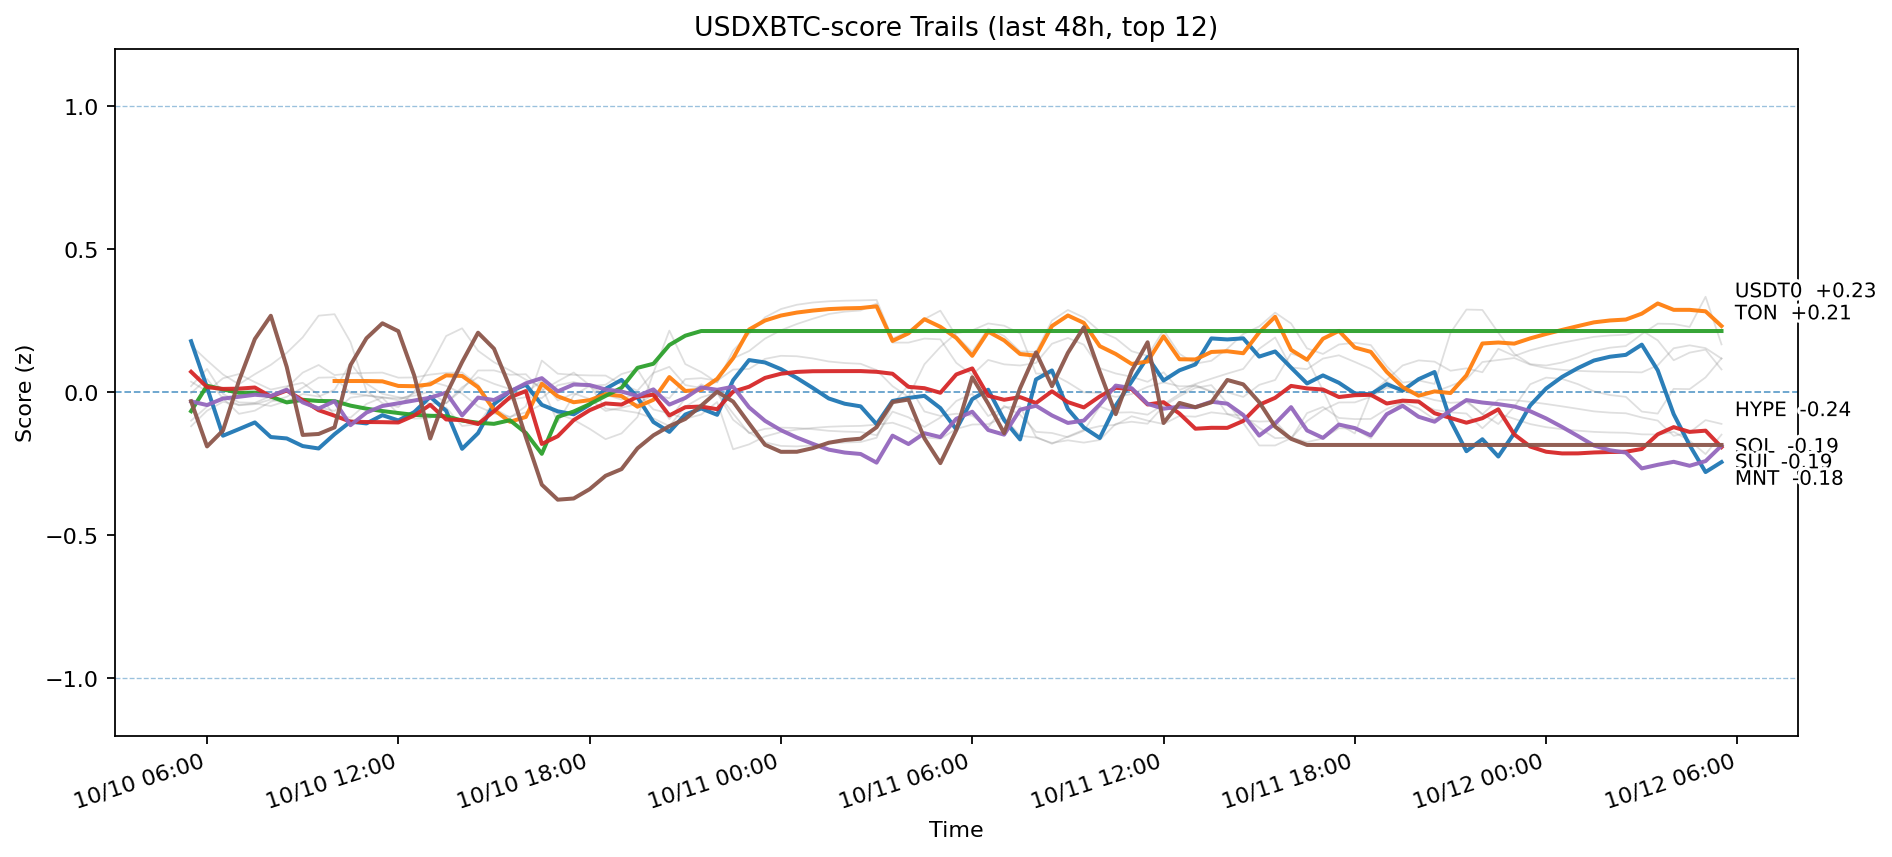 USDXBTC-score Trails (last 48h, top 12)
Score (z)
1.0
0.5
0.0
−0.5
−1.0
USDT0 +0.23
TON +0.21
HYPE -0.24
SOL -0.19
-0.19
MNT -0.18
10/10 06:00
10/10 12:00
10/10 18:00
10/11 00:00
10/11 06:00
10/11 12:00
10/11 18:00
10/12 00:00
10/12 06:00
Time